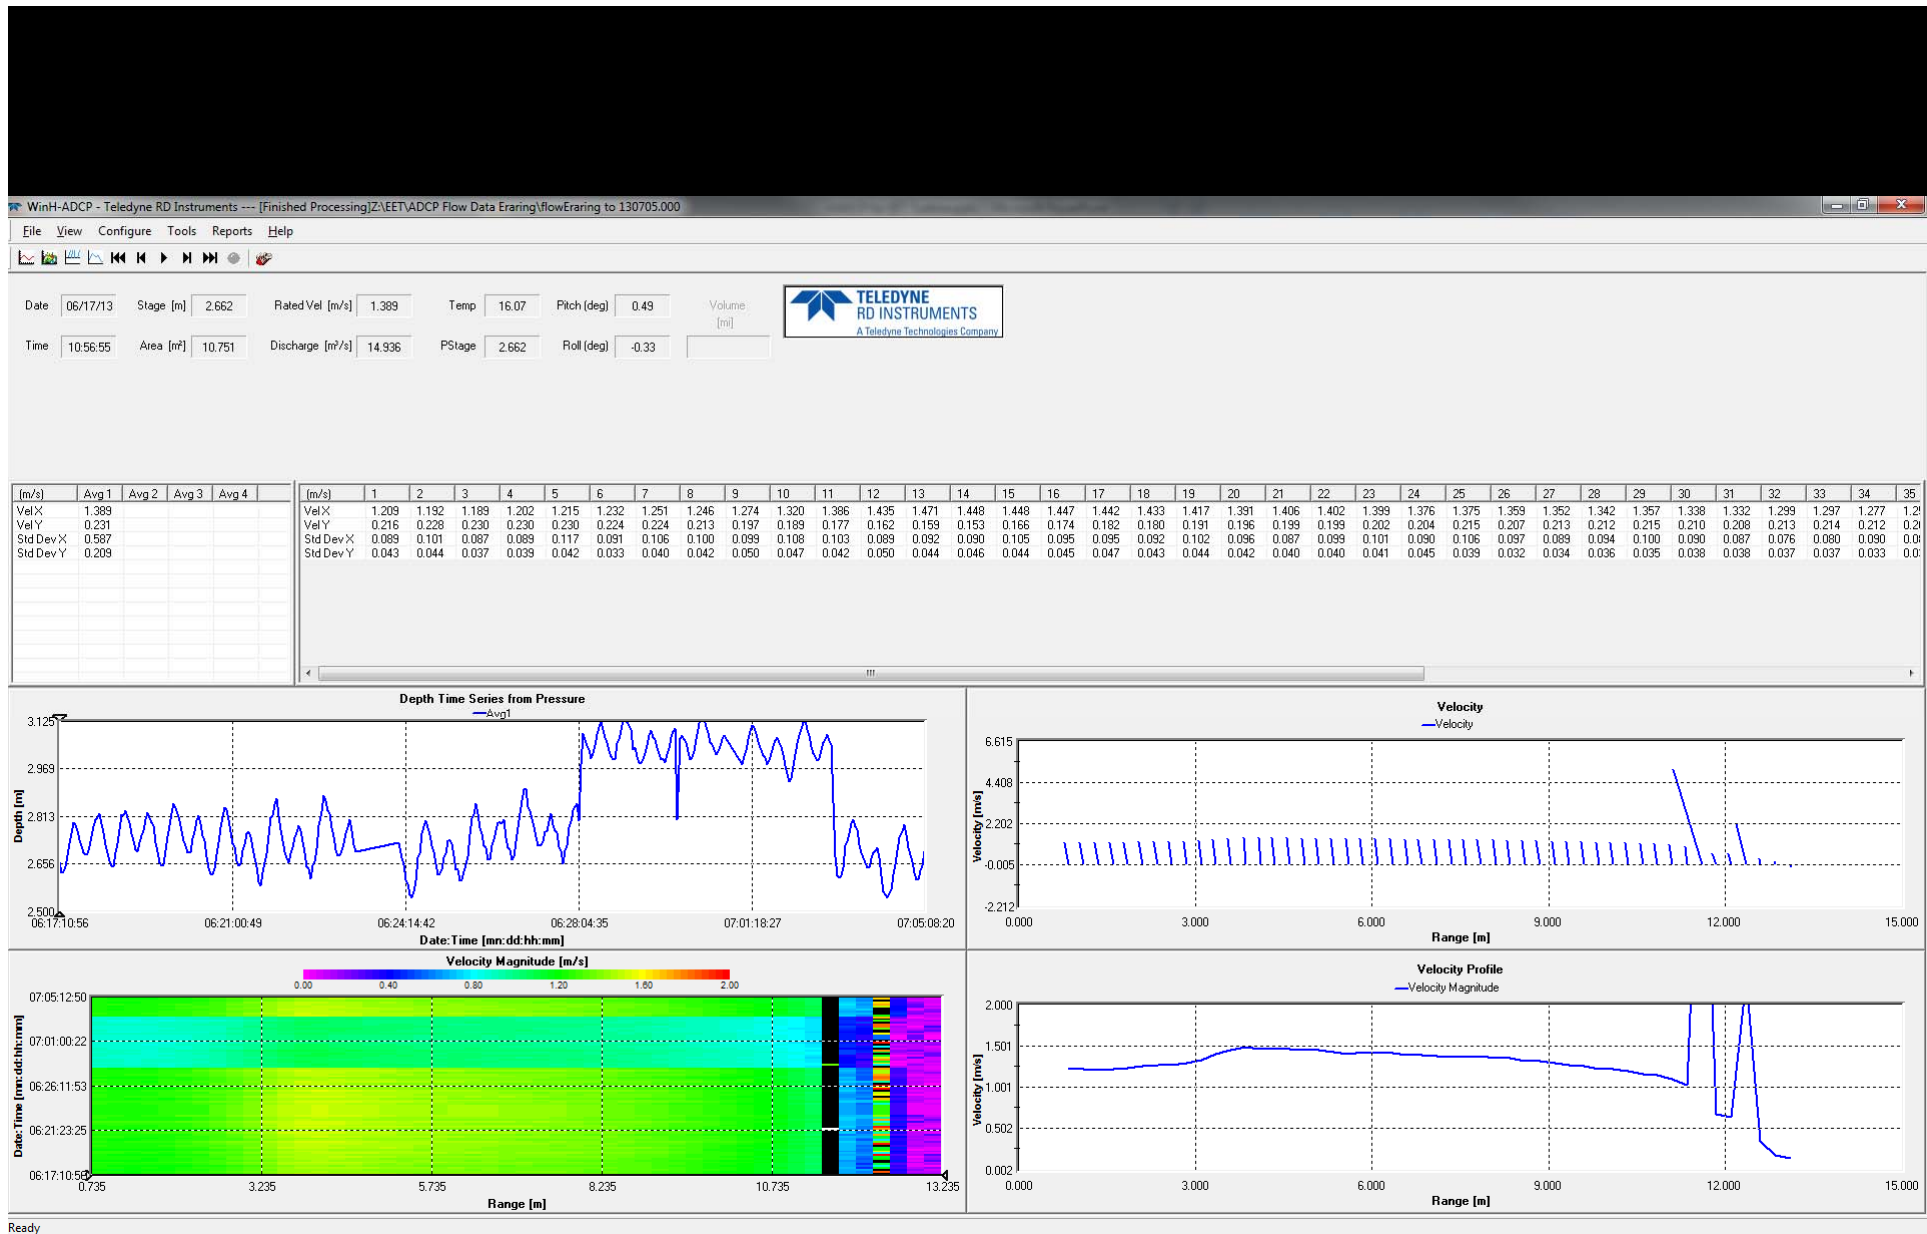 WinH-ADCP - Teledyne RD Instruments --- [Finished Processing]Z:\EET\ADCP Flow Data Eraring\flowEraring to 130705.000
File View Configure Tools Reports Help
Date 06/17/13 Stage [m] 2.662 Rated Vel [m/s] 1.389 Temp 16.07 Pitch (deg) 0.49 Volume [ml]
Time 10:56:55 Area [m²] 10.751 Discharge [m³/s] 14.936 PStage 2.662 Roll (deg) -0.33
TELEDYNE
RD INSTRUMENTS
A Teledyne Technologies Company
(m/s) Avg 1 Avg 2 Avg 3 Avg 4
Vel X 1.389
Vel Y 0.231
Std Dev X 0.587
Std Dev Y 0.209
(m/s) 1 2 3 4 5 6 7 8 9 10 11 12 13 14 15 16 17 18 19 20 21 22 23 24 25 26 27 28 29 30 31 32 33 34 35
Vel X 1.209 1.192 1.189 1.202 1.215 1.232 1.251 1.246 1.274 1.320 1.386 1.435 1.471 1.448 1.448 1.447 1.442 1.433 1.417 1.391 1.406 1.402 1.399 1.376 1.375 1.359 1.352 1.342 1.357 1.338 1.332 1.299 1.297 1.277
Vel Y 0.216 0.228 0.230 0.230 0.230 0.224 0.224 0.213 0.197 0.189 0.177 0.162 0.159 0.153 0.166 0.174 0.182 0.180 0.191 0.196 0.199 0.199 0.202 0.204 0.215 0.207 0.213 0.212 0.215 0.210 0.208 0.213 0.214 0.212
Std Dev X 0.089 0.101 0.087 0.089 0.117 0.091 0.106 0.100 0.099 0.108 0.103 0.089 0.092 0.090 0.105 0.095 0.095 0.092 0.102 0.096 0.087 0.099 0.101 0.090 0.106 0.097 0.089 0.094 0.100 0.090 0.087 0.076 0.080 0.090
Std Dev Y 0.043 0.044 0.037 0.039 0.042 0.033 0.040 0.042 0.050 0.047 0.042 0.050 0.044 0.046 0.044 0.045 0.047 0.043 0.044 0.042 0.040 0.040 0.041 0.045 0.039 0.032 0.034 0.036 0.035 0.038 0.038 0.037 0.037 0.033
Depth Time Series from Pressure
Avg1
Depth [m]
3.125
2.969
2.813
2.656
2.500
06:17:10:56 06:21:00:49 06:24:14:42 06:28:04:35 07:01:18:27 07:05:08:20
Date:Time [mn:dd:hh:mm]
Velocity
Velocity
Velocity [m/s]
6.615
4.408
2.202
-0.005
-2.212
0.000 3.000 6.000 9.000 12.000 15.000
Range [m]
Velocity Magnitude [m/s]
0.00 0.40 0.80 1.20 1.60 2.00
Date:Time [mn:dd:hh:mm]
07:05:12:50
07:01:00:22
06:26:11:53
06:21:23:25
06:17:10:56
0.735 3.235 5.735 8.235 10.735 13.235
Range [m]
Velocity Profile
Velocity Magnitude
Velocity [m/s]
2.000
1.501
1.001
0.502
0.002
0.000 3.000 6.000 9.000 12.000 15.000
Range [m]
Ready